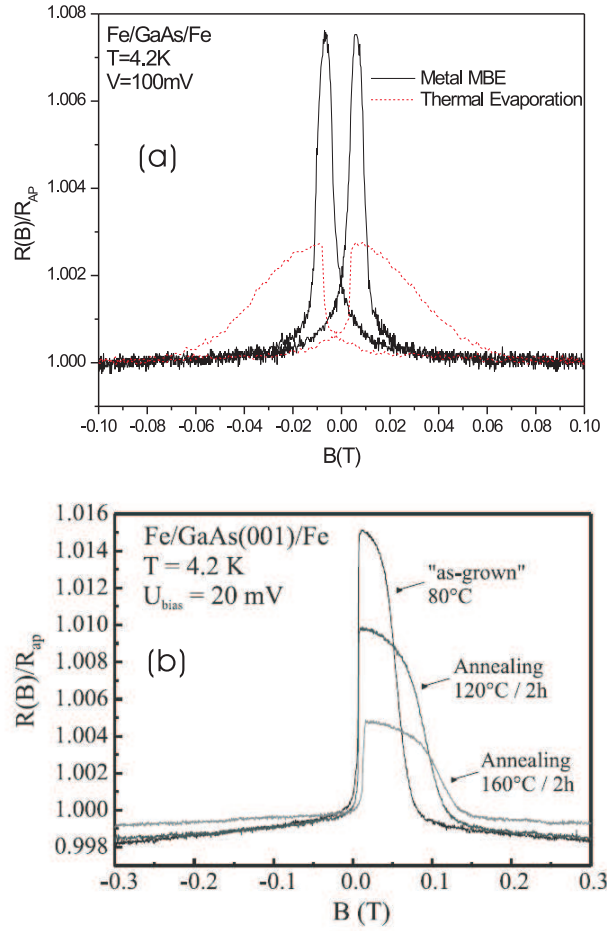 1.008
1.006
1.004
1.002
1.000
R(B)/R_AP
Fe/GaAs/Fe
T=4.2K
V=100mV
(a)
Metal MBE
Thermal Evaporation
-0.10 -0.08 -0.06 -0.04 -0.02 0.00 0.02 0.04 0.06 0.08 0.10
B(T)
1.016
1.014
1.012
1.010
1.008
1.006
1.004
1.002
1.000
0.998
R(B)/R_ap
Fe/GaAs(001)/Fe
T = 4.2 K
U_bias = 20 mV
(b)
"as-grown"
80°C
Annealing
120°C / 2h
Annealing
160°C / 2h
-0.3 -0.2 -0.1 0.0 0.1 0.2 0.3
B (T)